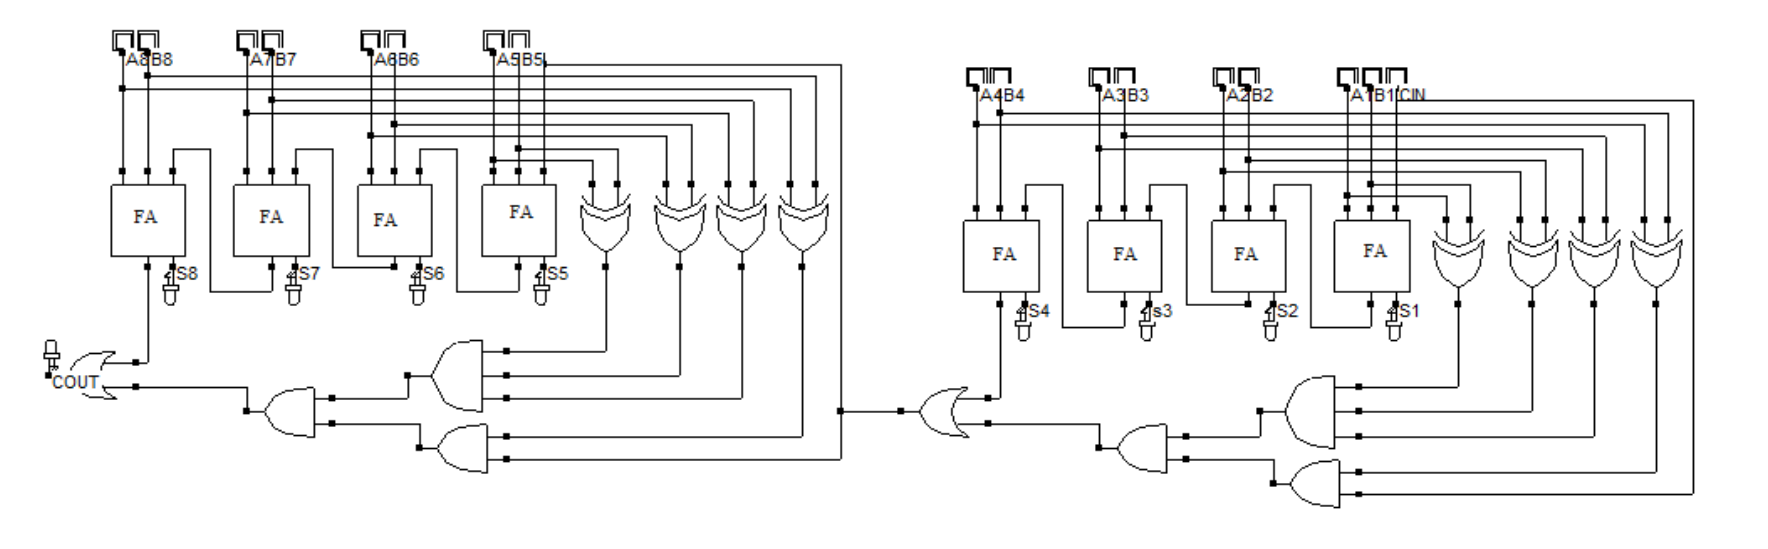 A8B8 A7B7 A6B6 A5B5
A4B4 A3B3 A2B2 A1B1CIN
FA FA FA FA
FA FA FA FA
S8 S7 S6 S5
S4 s3 S2 S1
COUT